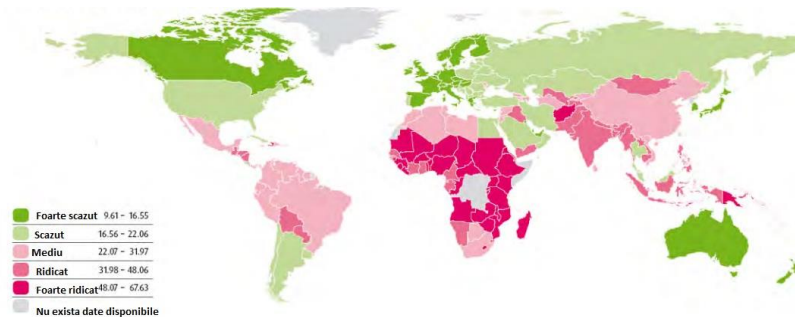 Foarte scazut 9.61 - 16.55
Scazut 16.56 - 22.06
Mediu 22.07 - 31.97
Ridicat 31.98 - 48.06
Foarte ridicat 48.07 - 67.63
Nu exista date disponibile